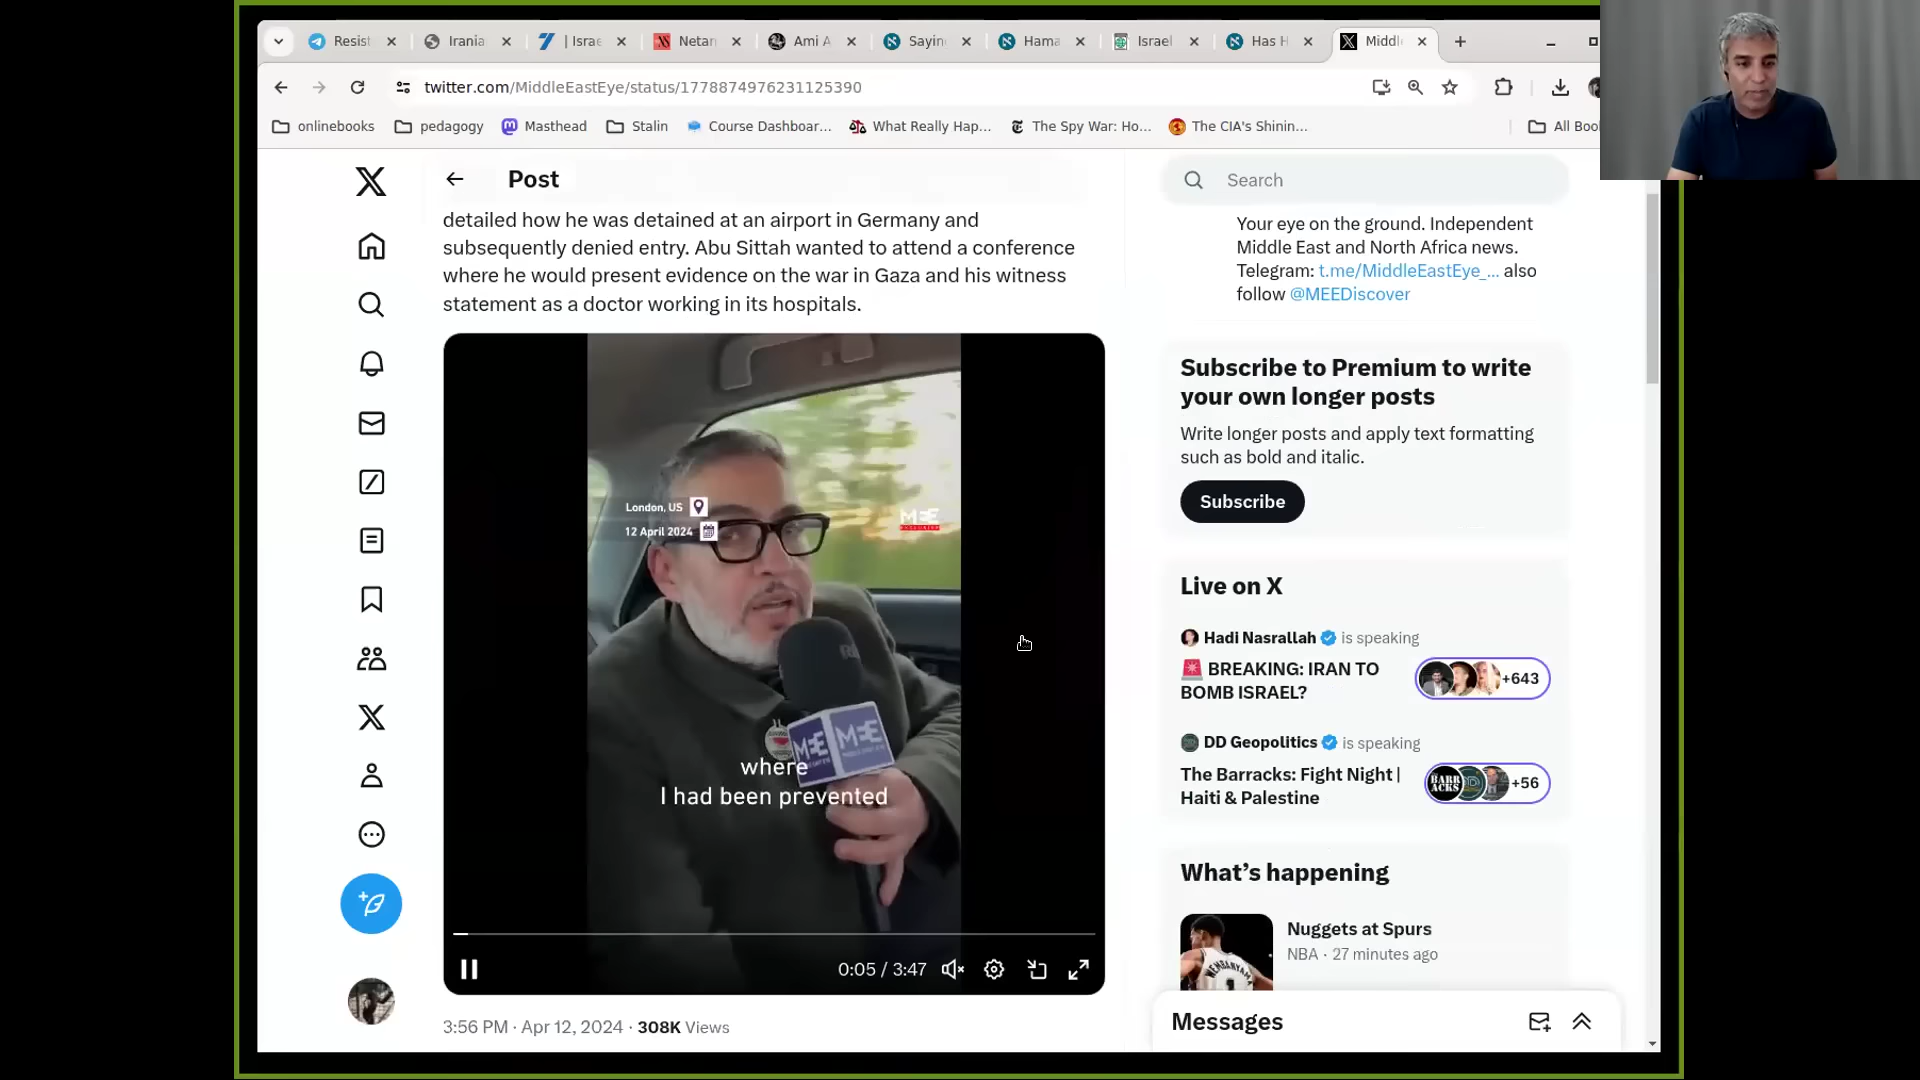 Resist
Irania
| Israe
Netan
Ami A
Sayin
Hama
Israel
Has H
Middl
twitter.com/MiddleEastEye/status/1778874976231125390
onlinebooks
pedagogy
Masthead
Stalin
Course Dashboar...
What Really Hap...
The Spy War: Ho...
The CIA's Shinin...
All Boo
Post
detailed how he was detained at an airport in Germany and
subsequently denied entry. Abu Sittah wanted to attend a conference
where he would present evidence on the war in Gaza and his witness
statement as a doctor working in its hospitals.
London, US
12 April 2024
MEE
MEE
MEE
where
I had been prevented
0:05 / 3:47
3:56 PM · Apr 12, 2024 · 308K Views
Search
Your eye on the ground. Independent
Middle East and North Africa news.
Telegram: t.me/MiddleEastEye_... also
follow @MEEDiscover
Subscribe to Premium to write
your own longer posts
Write longer posts and apply text formatting
such as bold and italic.
Subscribe
Live on X
Hadi Nasrallah is speaking
🚨 BREAKING: IRAN TO
BOMB ISRAEL?
+643
DD Geopolitics is speaking
The Barracks: Fight Night |
Haiti & Palestine
BARR
ACKS
+56
What’s happening
Nuggets at Spurs
NBA · 27 minutes ago
WEMBANYAMA
1
Messages